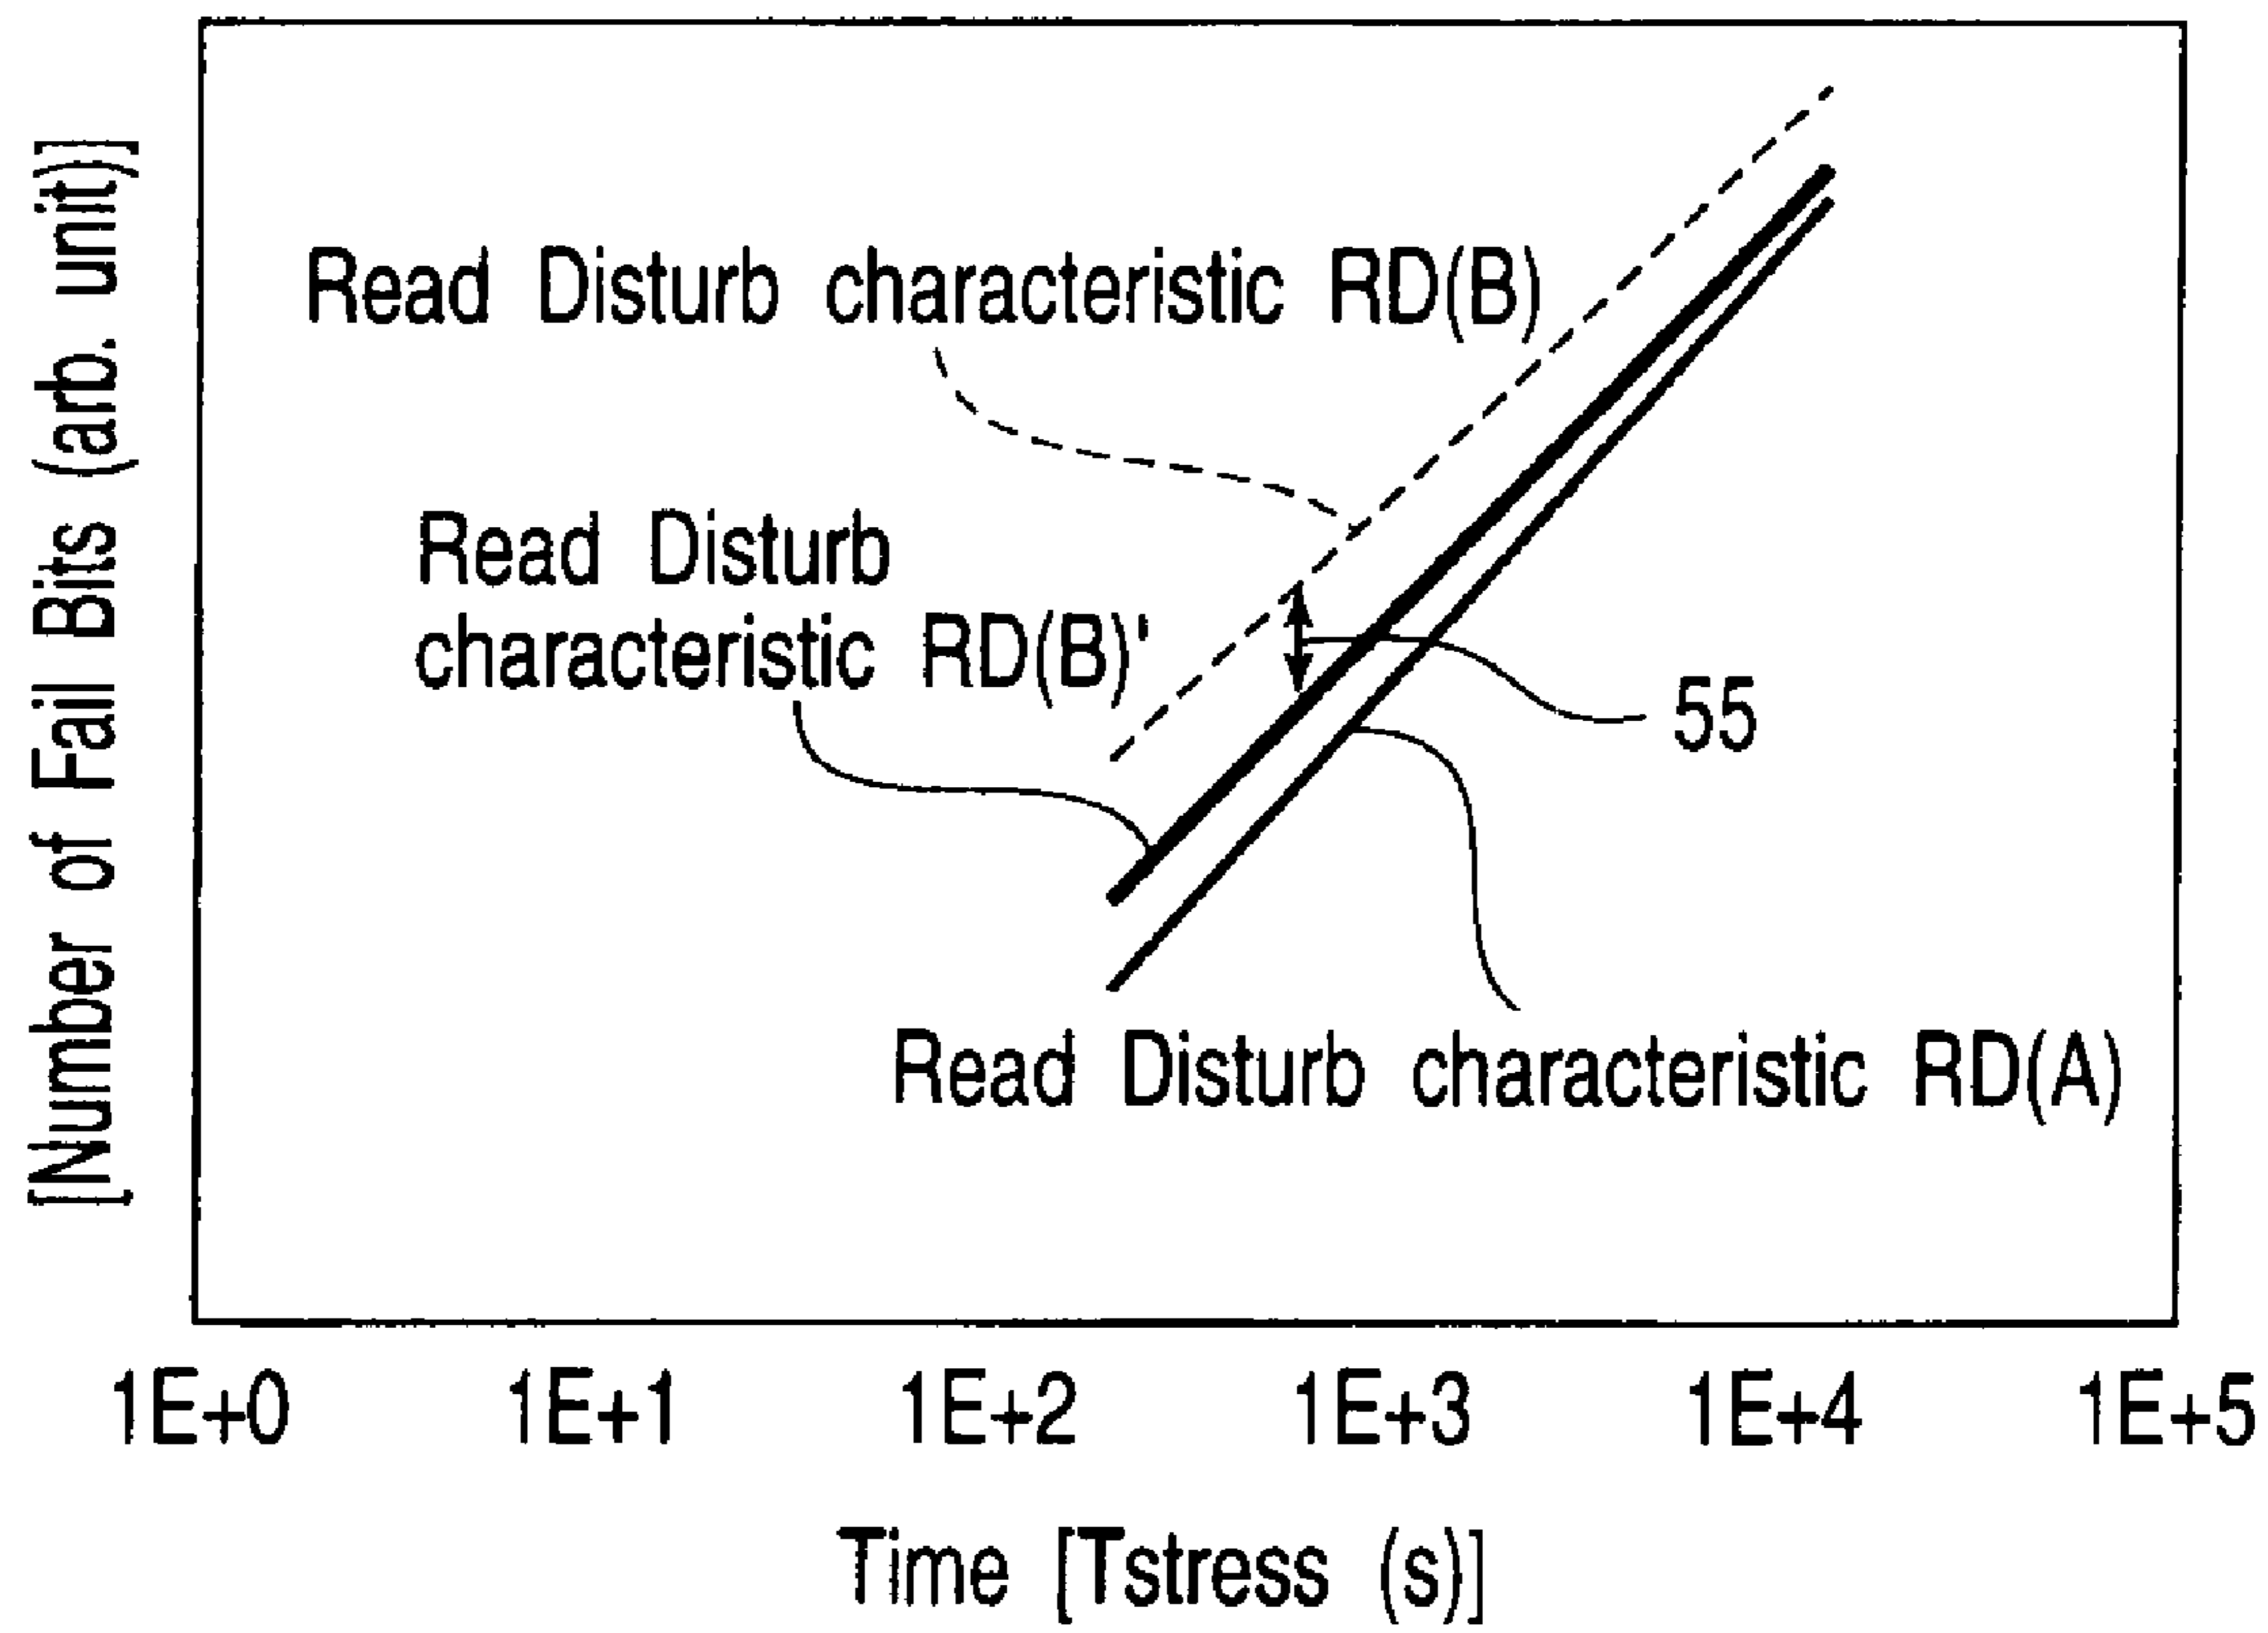 [Number of Fail Bits (arb. unit)]
Read Disturb characteristic RD(B)
Read Disturb
characteristic RD(B)'
55
Read Disturb characteristic RD(A)
1E+0 1E+1 1E+2 1E+3 1E+4 1E+5
Time [Tstress (s)]